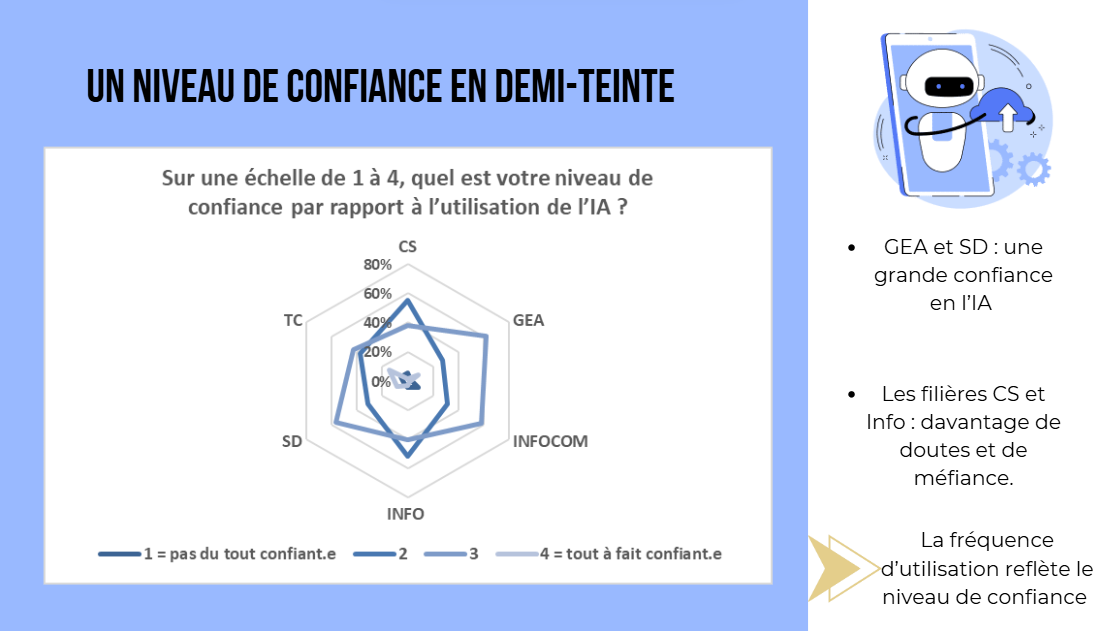 UN NIVEAU DE CONFIANCE EN DEMI-TEINTE
Sur une échelle de 1 à 4, quel est votre niveau de
confiance par rapport à l'utilisation de l'IA ?
CS
80%
60%
40%
20%
0%
TC
GEA
SD
INFOCOM
INFO
1 = pas du tout confiant.e
2
3
4 = tout à fait confiant.e
• GEA et SD : une
grande confiance
en l'IA
• Les filières CS et
Info : davantage de
doutes et de
méfiance.
La fréquence
d'utilisation reflète le
niveau de confiance